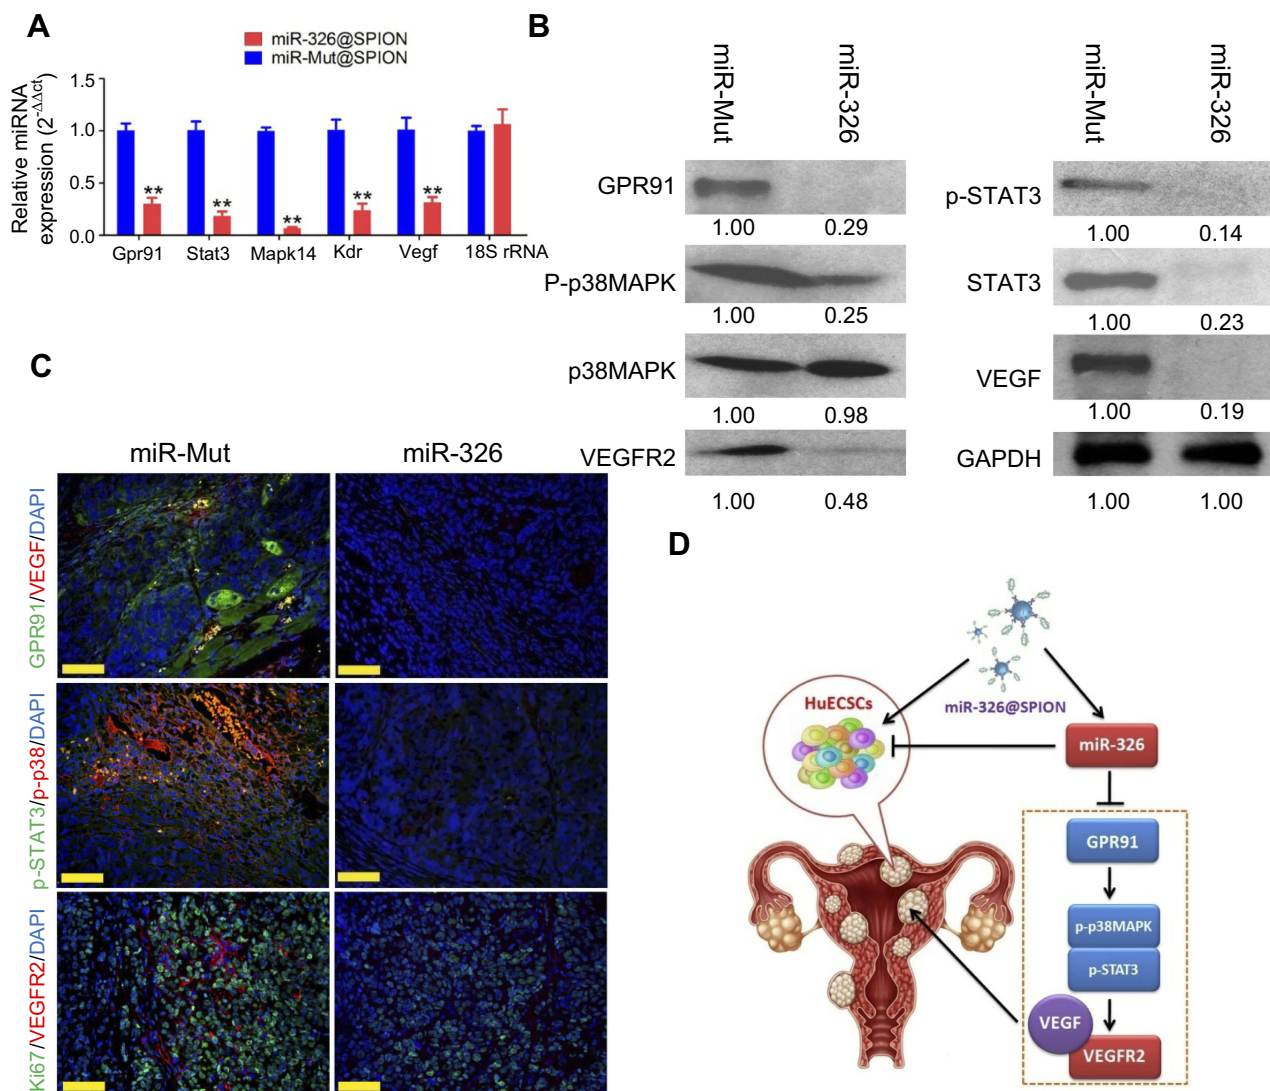 A
miR-326@SPION
miR-Mut@SPION
Relative miRNA
expression (2^-ΔΔct)
1.5
1.0
0.5
0.0
**
**
**
**
**
Gpr91 Stat3 Mapk14 Kdr Vegf 18S rRNA
B
miR-Mut miR-326
GPR91
1.00 0.29
P-p38MAPK
1.00 0.25
p38MAPK
1.00 0.98
VEGFR2
1.00 0.48
miR-Mut miR-326
p-STAT3
1.00 0.14
STAT3
1.00 0.23
VEGF
1.00 0.19
GAPDH
1.00 1.00
C
miR-Mut miR-326
GPR91/VEGF/DAPI
p-STAT3/p-p38/DAPI
Ki67/VEGFR2/DAPI
D
miR-326@SPION
HuECSCs
miR-326
GPR91
p-p38MAPK
p-STAT3
VEGF
VEGFR2